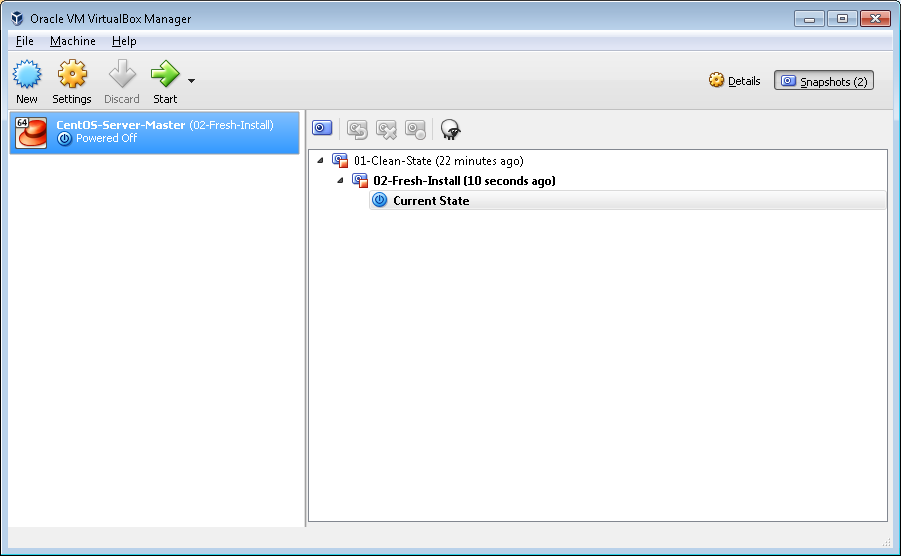 Oracle VM VirtualBox Manager
File Machine Help
New Settings Discard Start Details Snapshots (2)
64
CentOS-Server-Master (02-Fresh-Install)
Powered Off
01-Clean-State (22 minutes ago)
02-Fresh-Install (10 seconds ago)
Current State